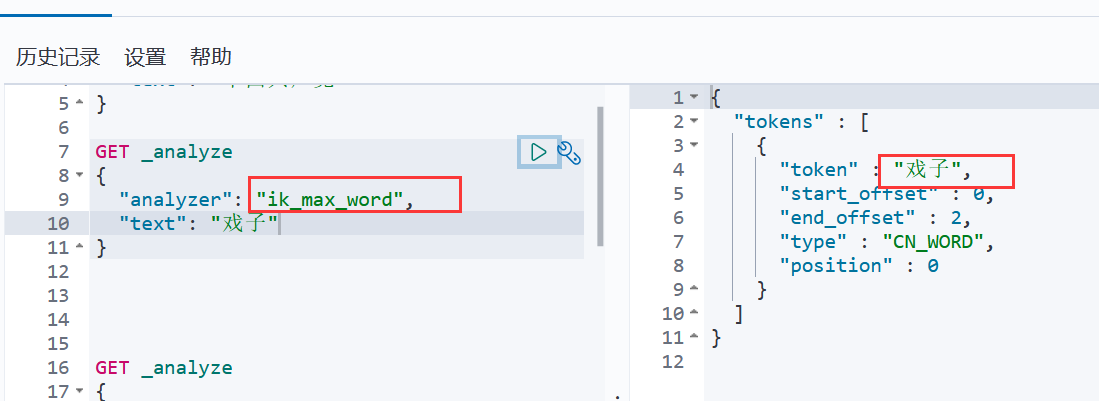 历史记录 设置 帮助
5 }
6
7 GET _analyze
8 {
9 "analyzer": "ik_max_word",
10 "text": "戏子"
11 }
12
13
14
15
16 GET _analyze
17 {
1 {
2 "tokens" : [
3 {
4 "token" : "戏子",
5 "start_offset" : 0,
6 "end_offset" : 2,
7 "type" : "CN_WORD",
8 "position" : 0
9 }
10 ]
11 }
12